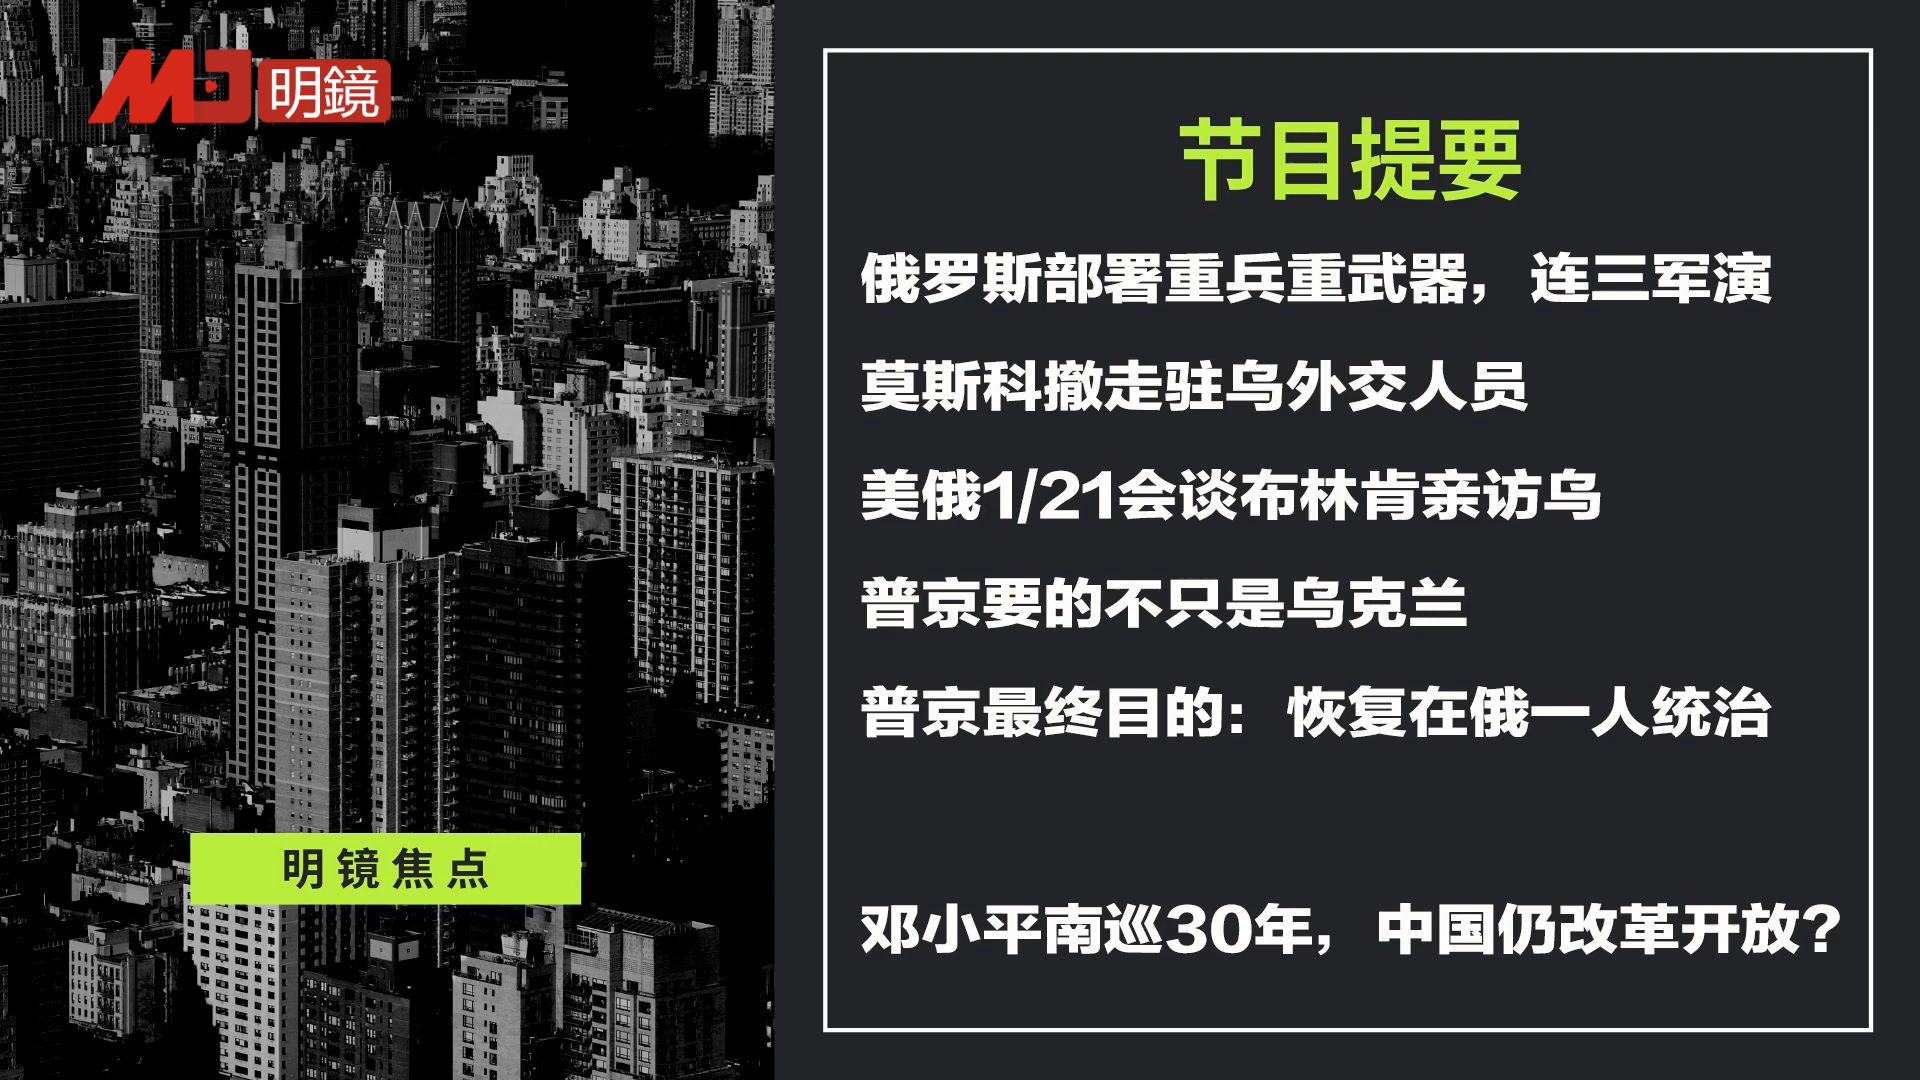 MJ 明鏡
节目提要
俄罗斯部署重兵重武器，连三军演
莫斯科撤走驻乌外交人员
美俄1/21会谈布林肯亲访乌
普京要的不只是乌克兰
普京最终目的：恢复在俄一人统治
明镜焦点
邓小平南巡30年，中国仍改革开放？